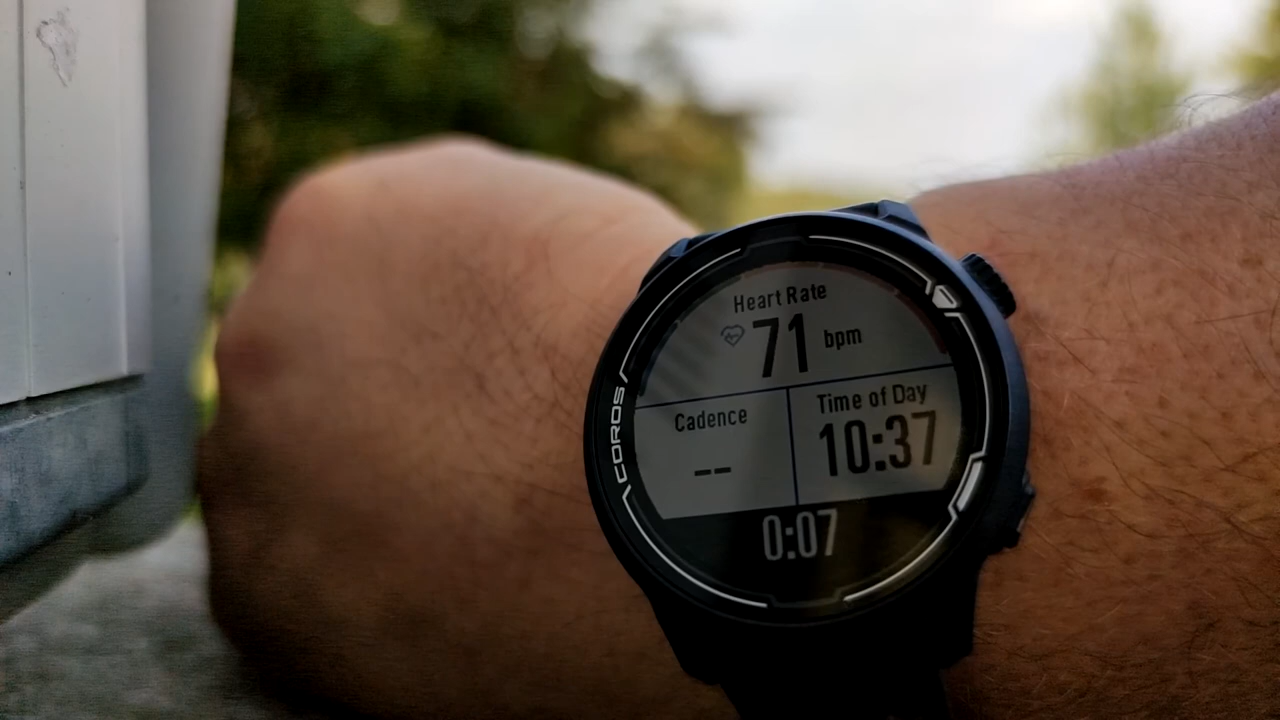 Heart Rate
71 bpm
Cadence
--
Time of Day
10:37
0:07
COROS